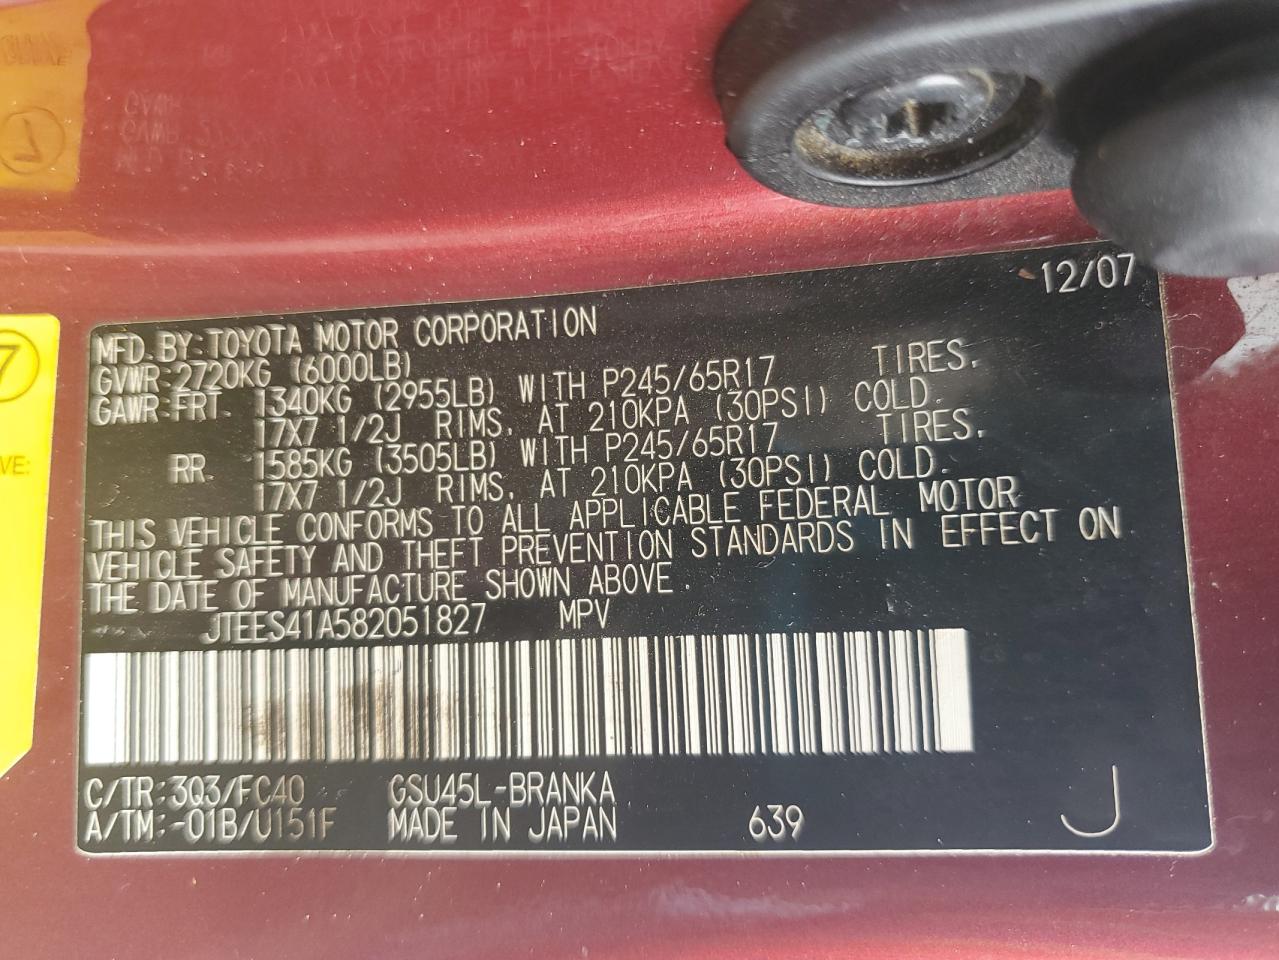 12/07
MFD. BY: TOYOTA MOTOR CORPORATION
GVWR: 2720KG (6000LB)
GAWR: FRT. 1340KG (2955LB) WITH P245/65R17 TIRES.
17X7 1/2J RIMS, AT 210KPA (30PSI) COLD.
RR. 1585KG (3505LB) WITH P245/65R17 TIRES,
17X7 1/2J RIMS, AT 210KPA (30PSI) COLD.
THIS VEHICLE CONFORMS TO ALL APPLICABLE FEDERAL MOTOR
VEHICLE SAFETY AND THEFT PREVENTION STANDARDS IN EFFECT ON
THE DATE OF MANUFACTURE SHOWN ABOVE.
JTEES41A582051827 MPV
C/TR: 3Q3/FC40 GSU45L-BRANKA
A/TM: -01B/U151F MADE IN JAPAN 639 J
7
VE: